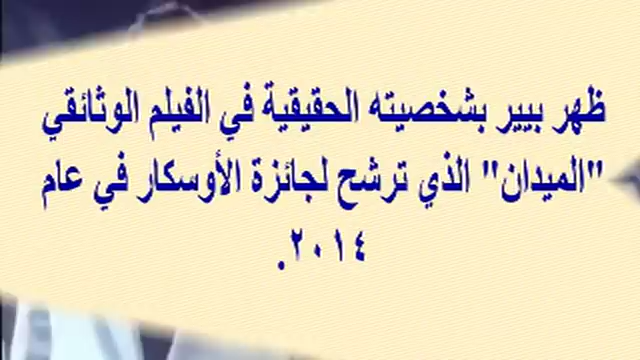 ظهر بيير بشخصيته الحقيقية في الفيلم الوثائقي
"الميدان" الذي ترشح لجائزة الأوسكار في عام
٢٠١٤.